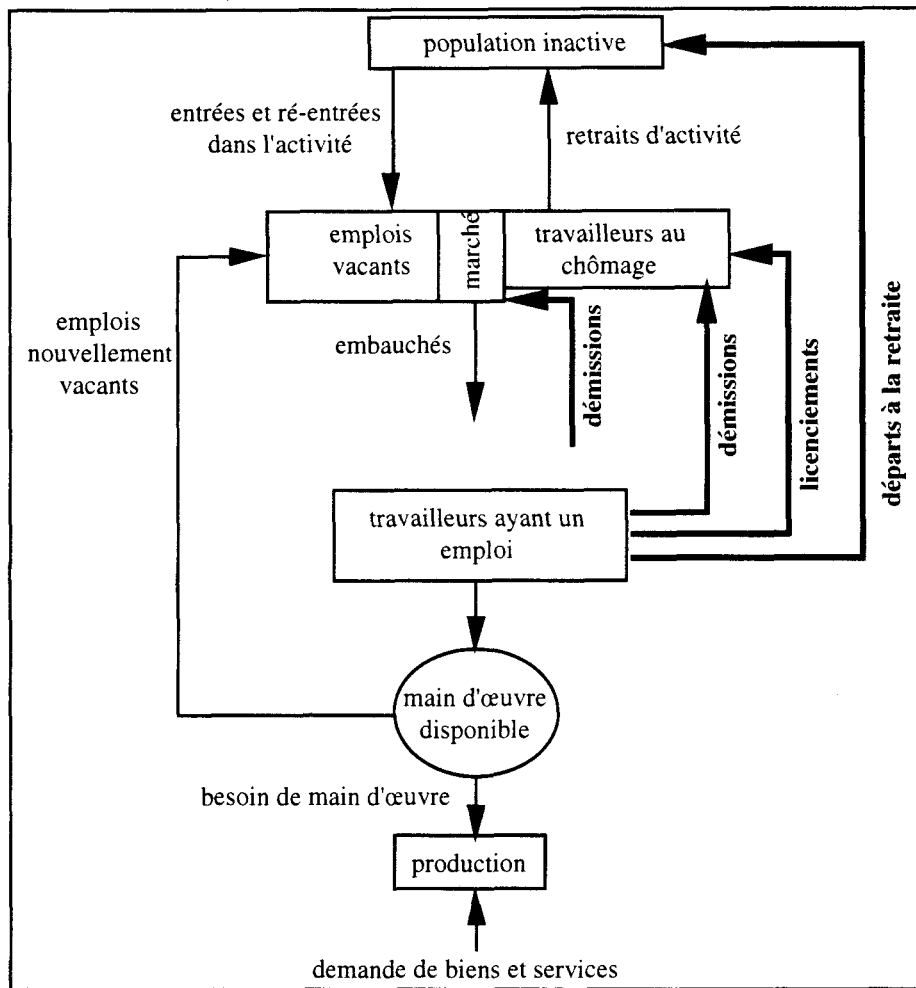 population inactive
entrées et ré-entrées
dans l'activité
retraits d'activité
emplois
vacants
marché
travailleurs au
chômage
emplois
nouvellement
vacants
embauchés
démissions
démissions
licenciements
départs à la retraite
travailleurs ayant un
emploi
main d'œuvre
disponible
besoin de main d'œuvre
production
demande de biens et services